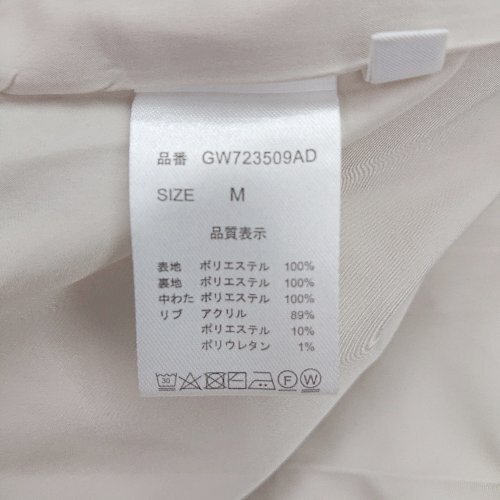 品番 GW723509AD
SIZE M
品質表示
表地 ポリエステル 100%
裏地 ポリエステル 100%
中わた ポリエステル 100%
リブ アクリル 89%
ポリエステル 10%
ポリウレタン 1%
30 F W